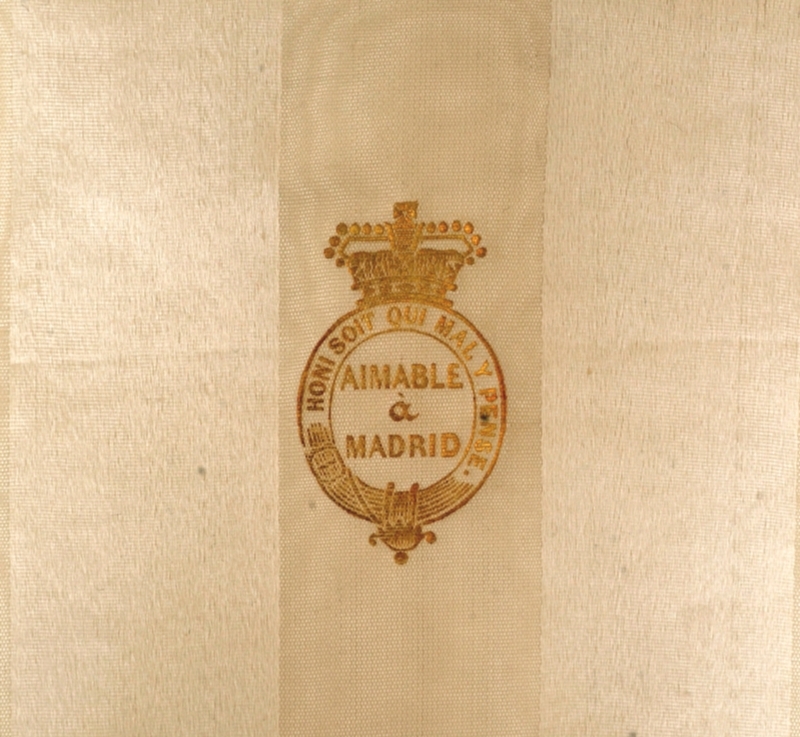 HONI SOIT QUI MAL Y PENSE.
AIMABLE
à
MADRID